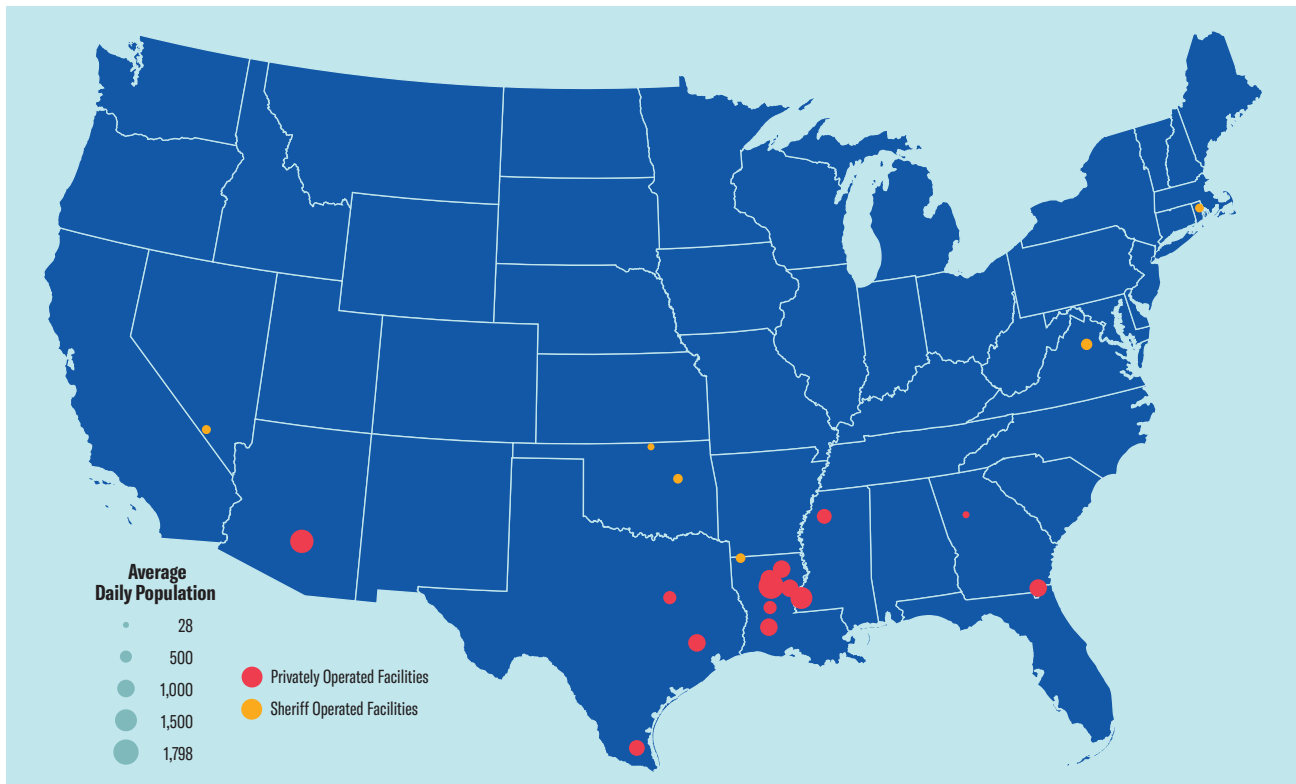 Average
Daily Population
28
500
1,000
1,500
1,798
Privately Operated Facilities
Sheriff Operated Facilities